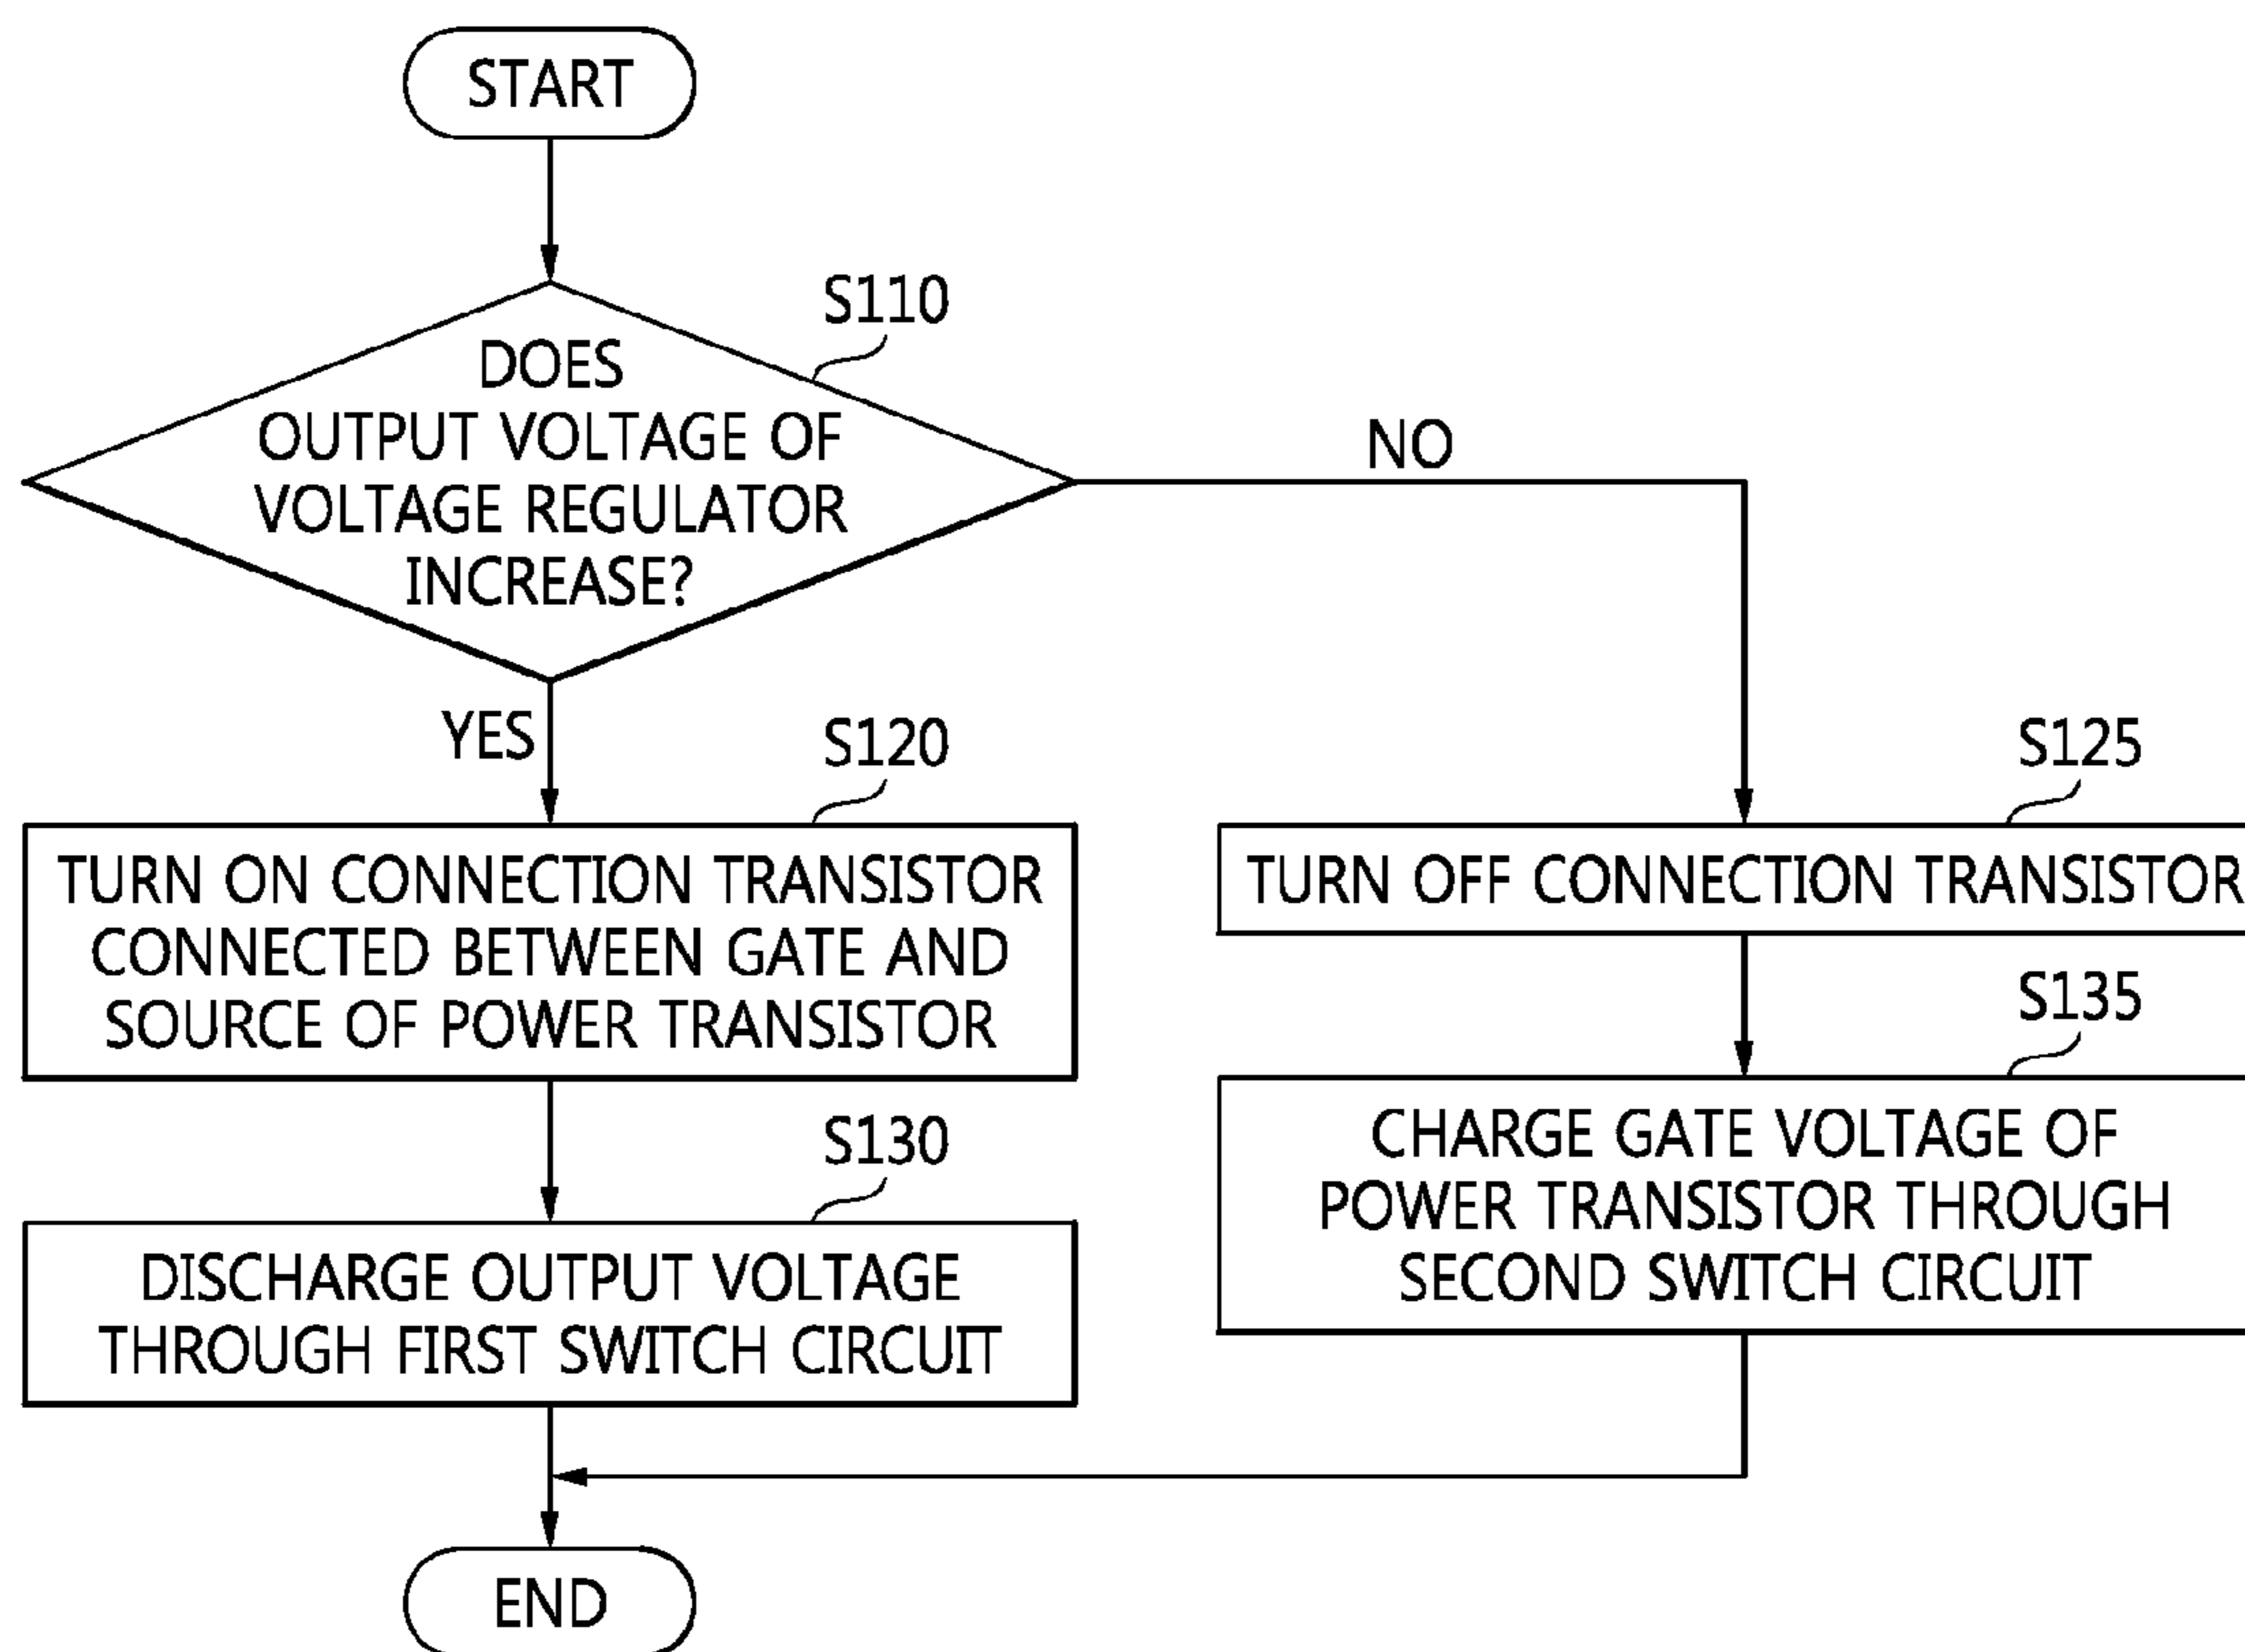 START
S110
DOES
OUTPUT VOLTAGE OF
VOLTAGE REGULATOR
INCREASE?
NO
YES
S120
TURN ON CONNECTION TRANSISTOR
CONNECTED BETWEEN GATE AND
SOURCE OF POWER TRANSISTOR
S125
TURN OFF CONNECTION TRANSISTOR
S130
DISCHARGE OUTPUT VOLTAGE
THROUGH FIRST SWITCH CIRCUIT
S135
CHARGE GATE VOLTAGE OF
POWER TRANSISTOR THROUGH
SECOND SWITCH CIRCUIT
END